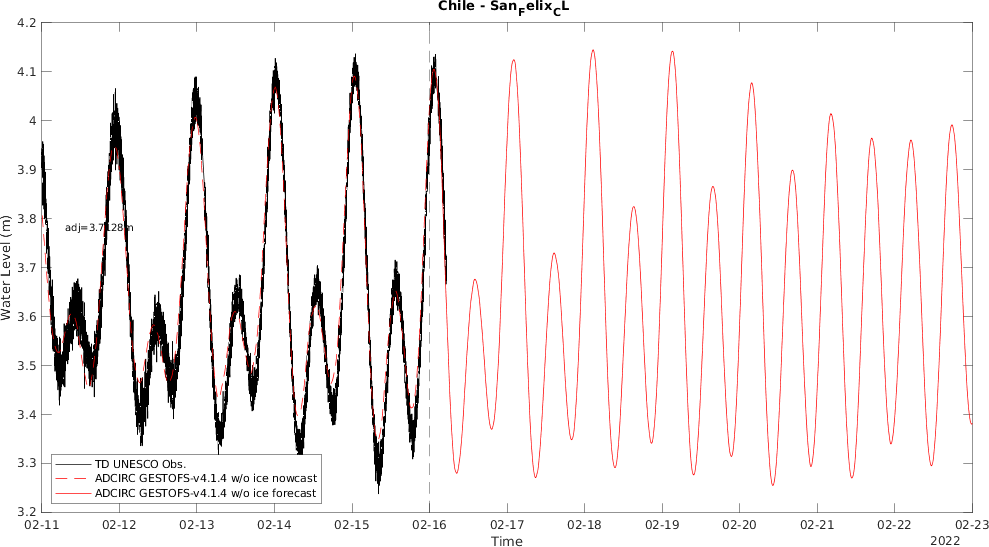 Chile - San_Felix_CL
4.2
4.1
4
3.9
3.8
3.7
3.6
3.5
3.4
3.3
3.2
Water Level (m)
adj=3.7128m
TD UNESCO Obs.
ADCIRC GESTOFS-v4.1.4 w/o ice nowcast
ADCIRC GESTOFS-v4.1.4 w/o ice forecast
02-11 02-12 02-13 02-14 02-15 02-16 02-17 02-18 02-19 02-20 02-21 02-22 02-23
Time
2022